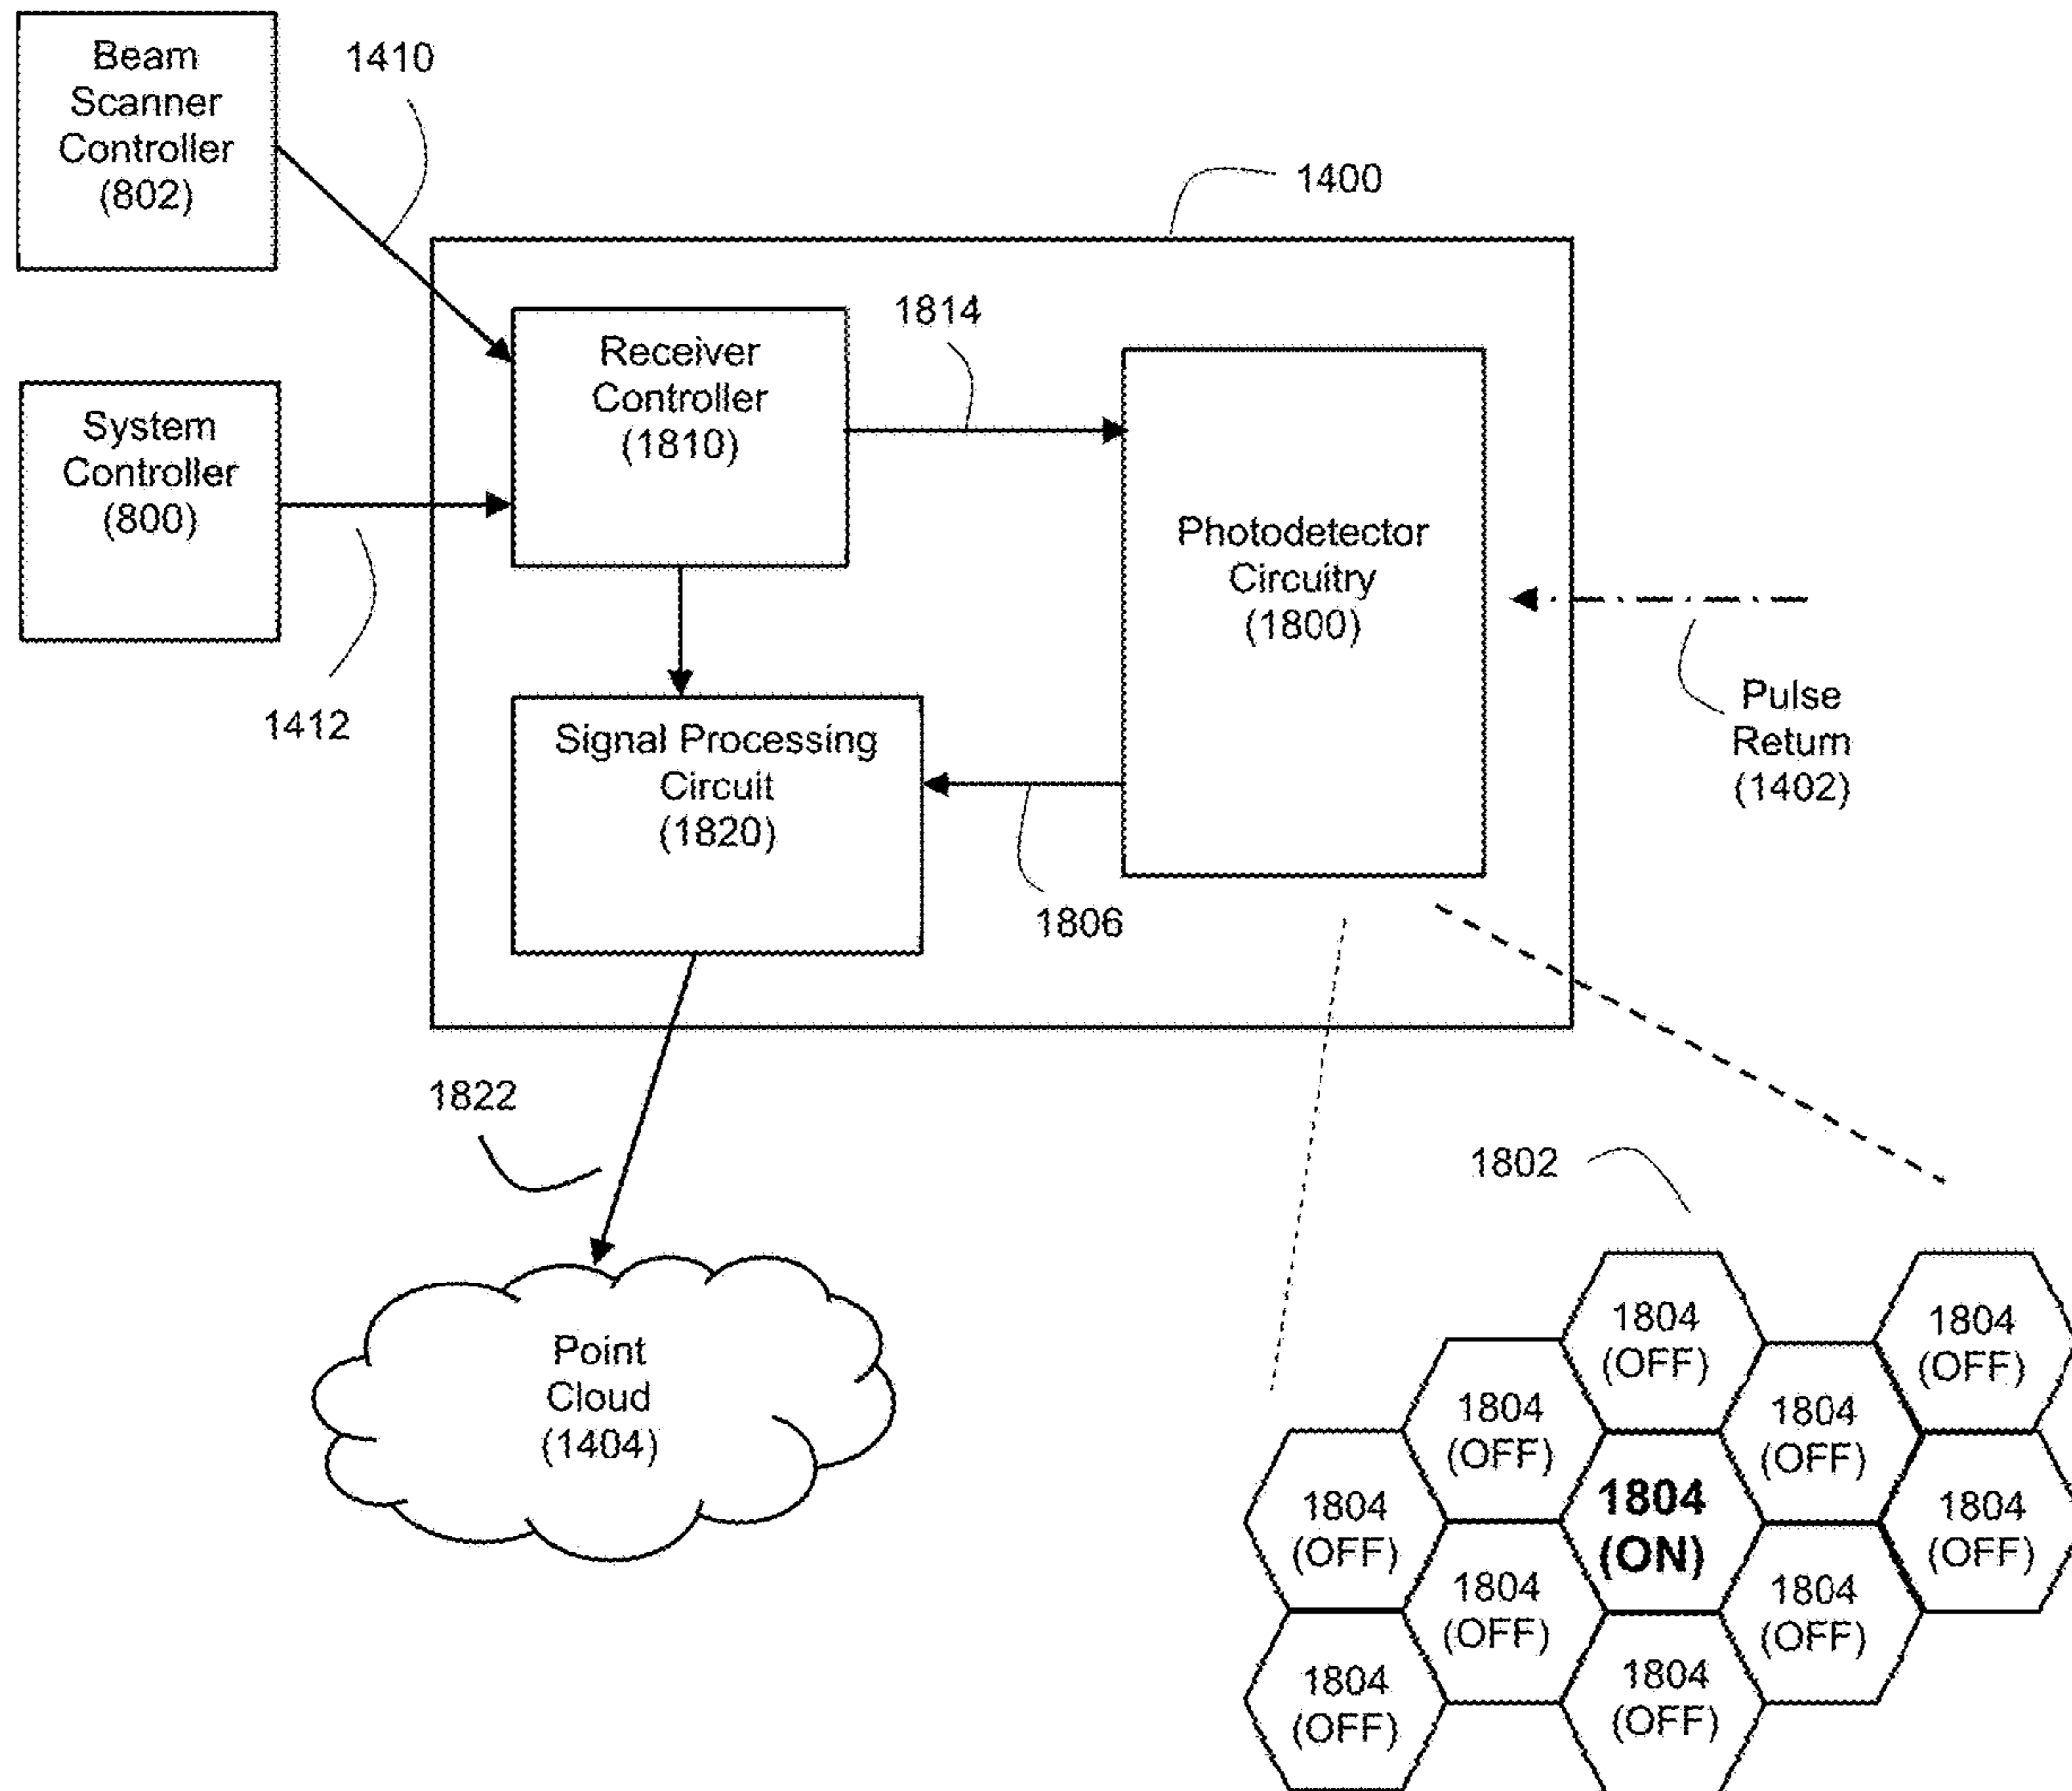 Beam
Scanner
Controller
(802)
1410
1400
System
Controller
(800)
1412
Receiver
Controller
(1810)
1814
Photodetector
Circuitry
(1800)
Signal Processing
Circuit
(1820)
1806
Pulse
Return
(1402)
1822
Point
Cloud
(1404)
1802
1804
(OFF)
1804
(OFF)
1804
(OFF)
1804
(OFF)
1804
(OFF)
1804
(ON)
1804
(OFF)
1804
(OFF)
1804
(OFF)
1804
(OFF)
1804
(OFF)